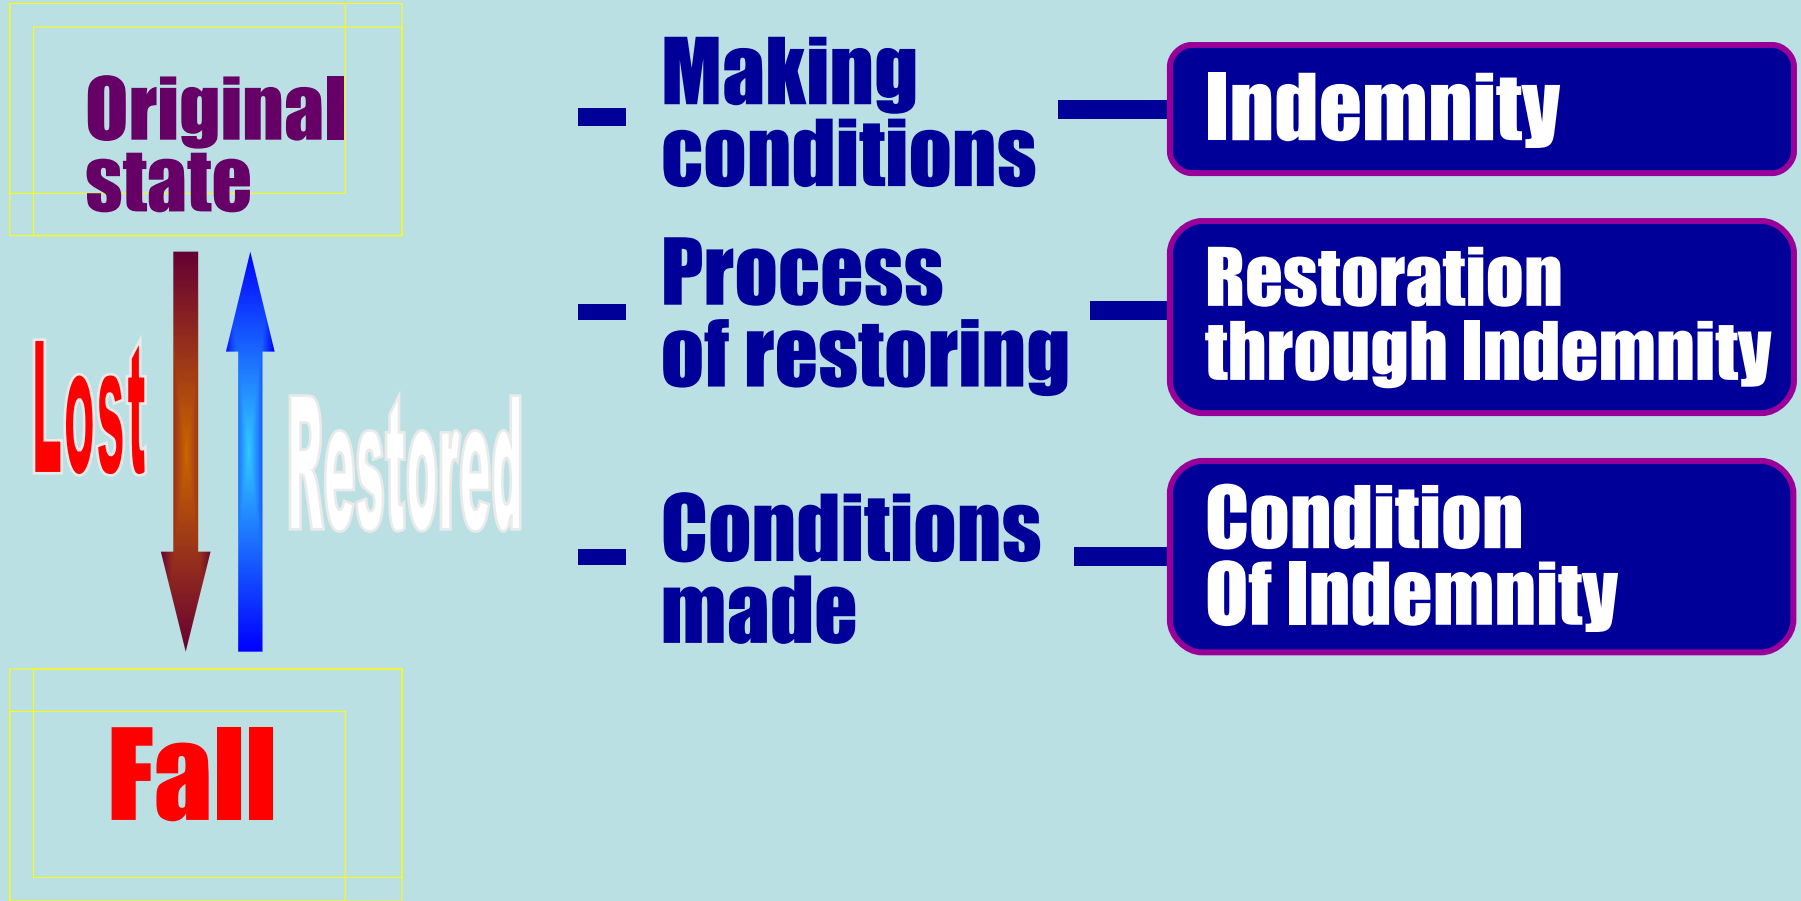 Original
state
Lost
Restored
Fall
Making
conditions
Indemnity
Process
of restoring
Restoration
through Indemnity
Conditions
made
Condition
Of Indemnity